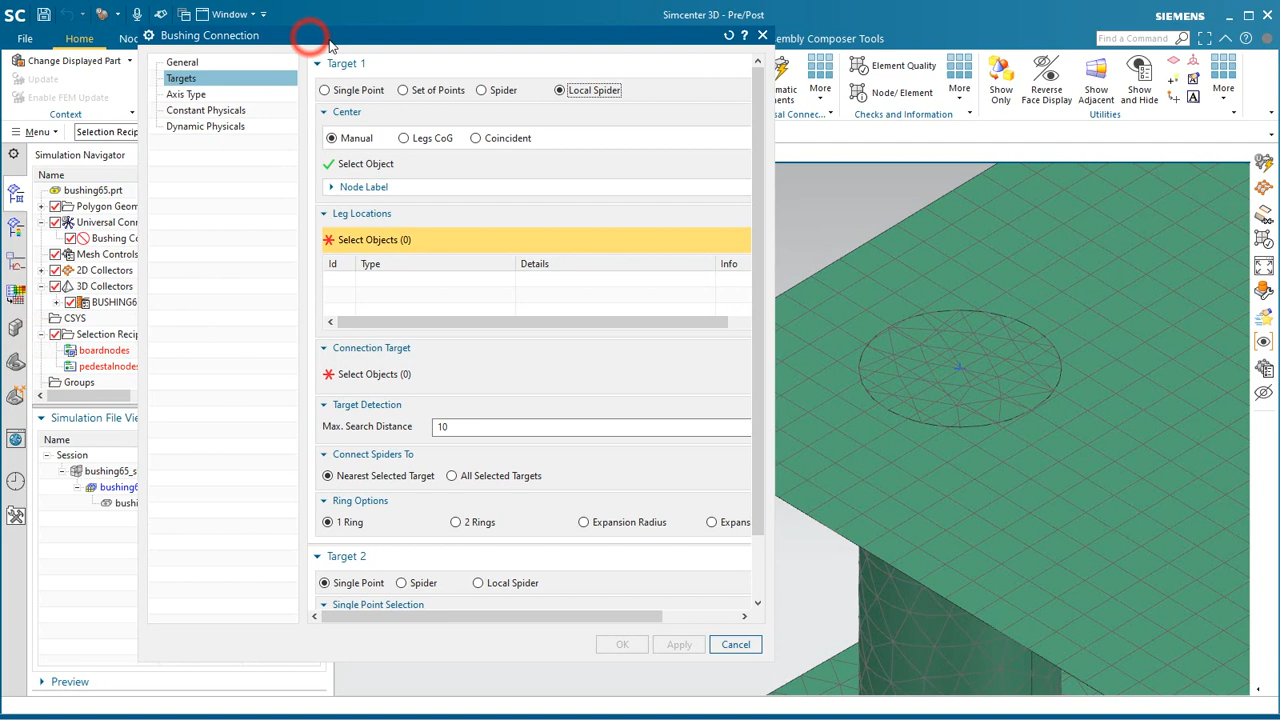 SC
Window
Simcenter 3D - Pre/Post
SIEMENS
File
Home
No
Bushing Connection
embly Composer Tools
Find a Command
Change Displayed Part
Update
Enable FEM Update
Context
Menu
Selection Recip
General
Targets
Axis Type
Constant Physicals
Dynamic Physicals
Target 1
Single Point
Set of Points
Spider
Local Spider
Center
Manual
Legs CoG
Coincident
Select Object
Node Label
Leg Locations
Select Objects (0)
Id
Type
Details
Info
Connection Target
Select Objects (0)
Target Detection
Max. Search Distance
10
Connect Spiders To
Nearest Selected Target
All Selected Targets
Ring Options
1 Ring
2 Rings
Expansion Radius
Expans
Target 2
Single Point
Spider
Local Spider
Single Point Selection
OK
Apply
Cancel
ments
More
Element Quality
Node/ Element
More
Show Only
Reverse Face Display
Show Adjacent
Show and Hide
More
rsal Connec...
Checks and Information
Utilities
Simulation Navigator
Name
bushing65.prt
Polygon Geom
Universal Conn
Bushing Co
Mesh Controls
2D Collectors
3D Collectors
BUSHING6
CSYS
Selection Recip
boardnodes
pedestalnodes
Groups
Simulation File View
Name
Session
bushing65_s
bushing6
bushi
Preview